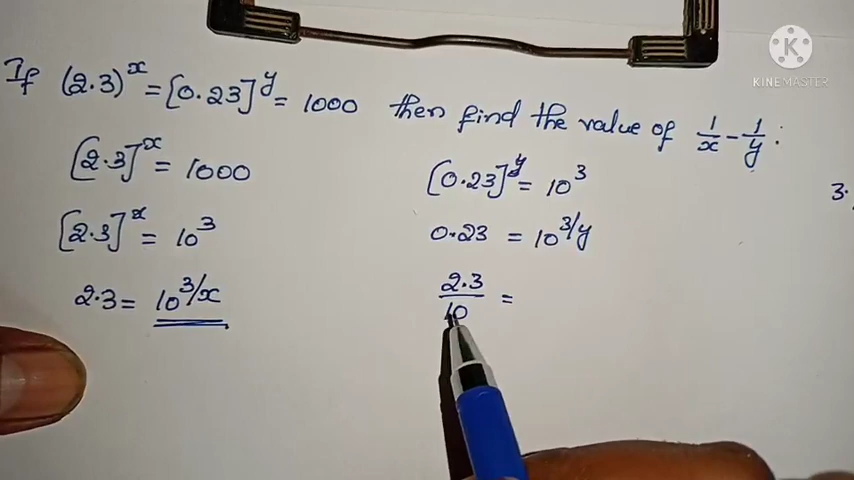 If (2.3)^x = [0.23]^y = 1000 then find the value of 1/x - 1/y :
[2.3]^x = 1000
[2.3]^x = 10^3
2.3 = 10^3/x
[0.23]^y = 10^3
0.23 = 10^3/y
2.3/10 =
3.
K
KINEMASTER